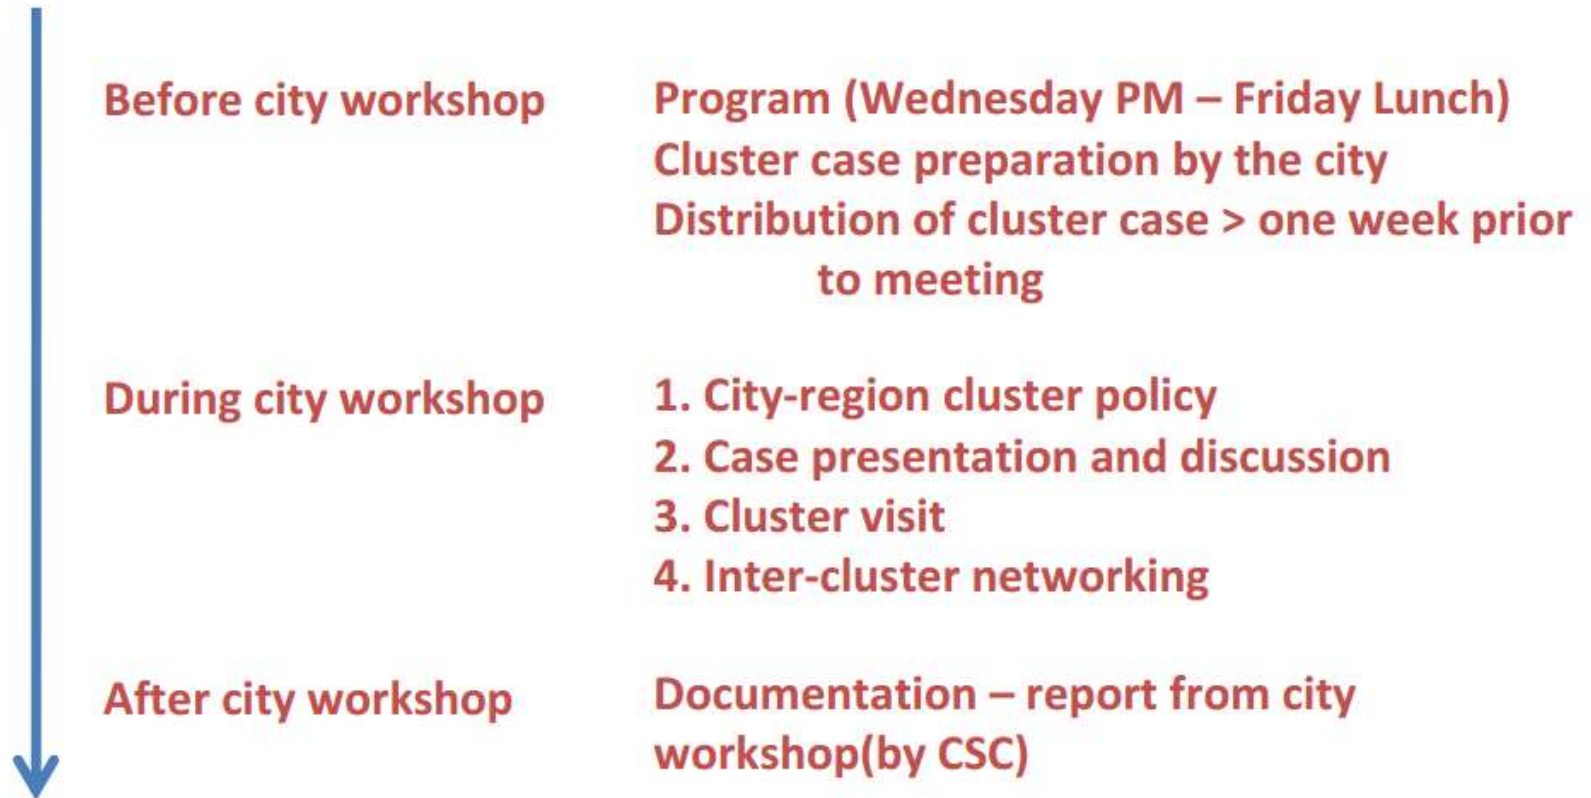 Before city workshop
Program (Wednesday PM – Friday Lunch)
Cluster case preparation by the city
Distribution of cluster case > one week prior
to meeting
During city workshop
1. City-region cluster policy
2. Case presentation and discussion
3. Cluster visit
4. Inter-cluster networking
After city workshop
Documentation – report from city
workshop(by CSC)